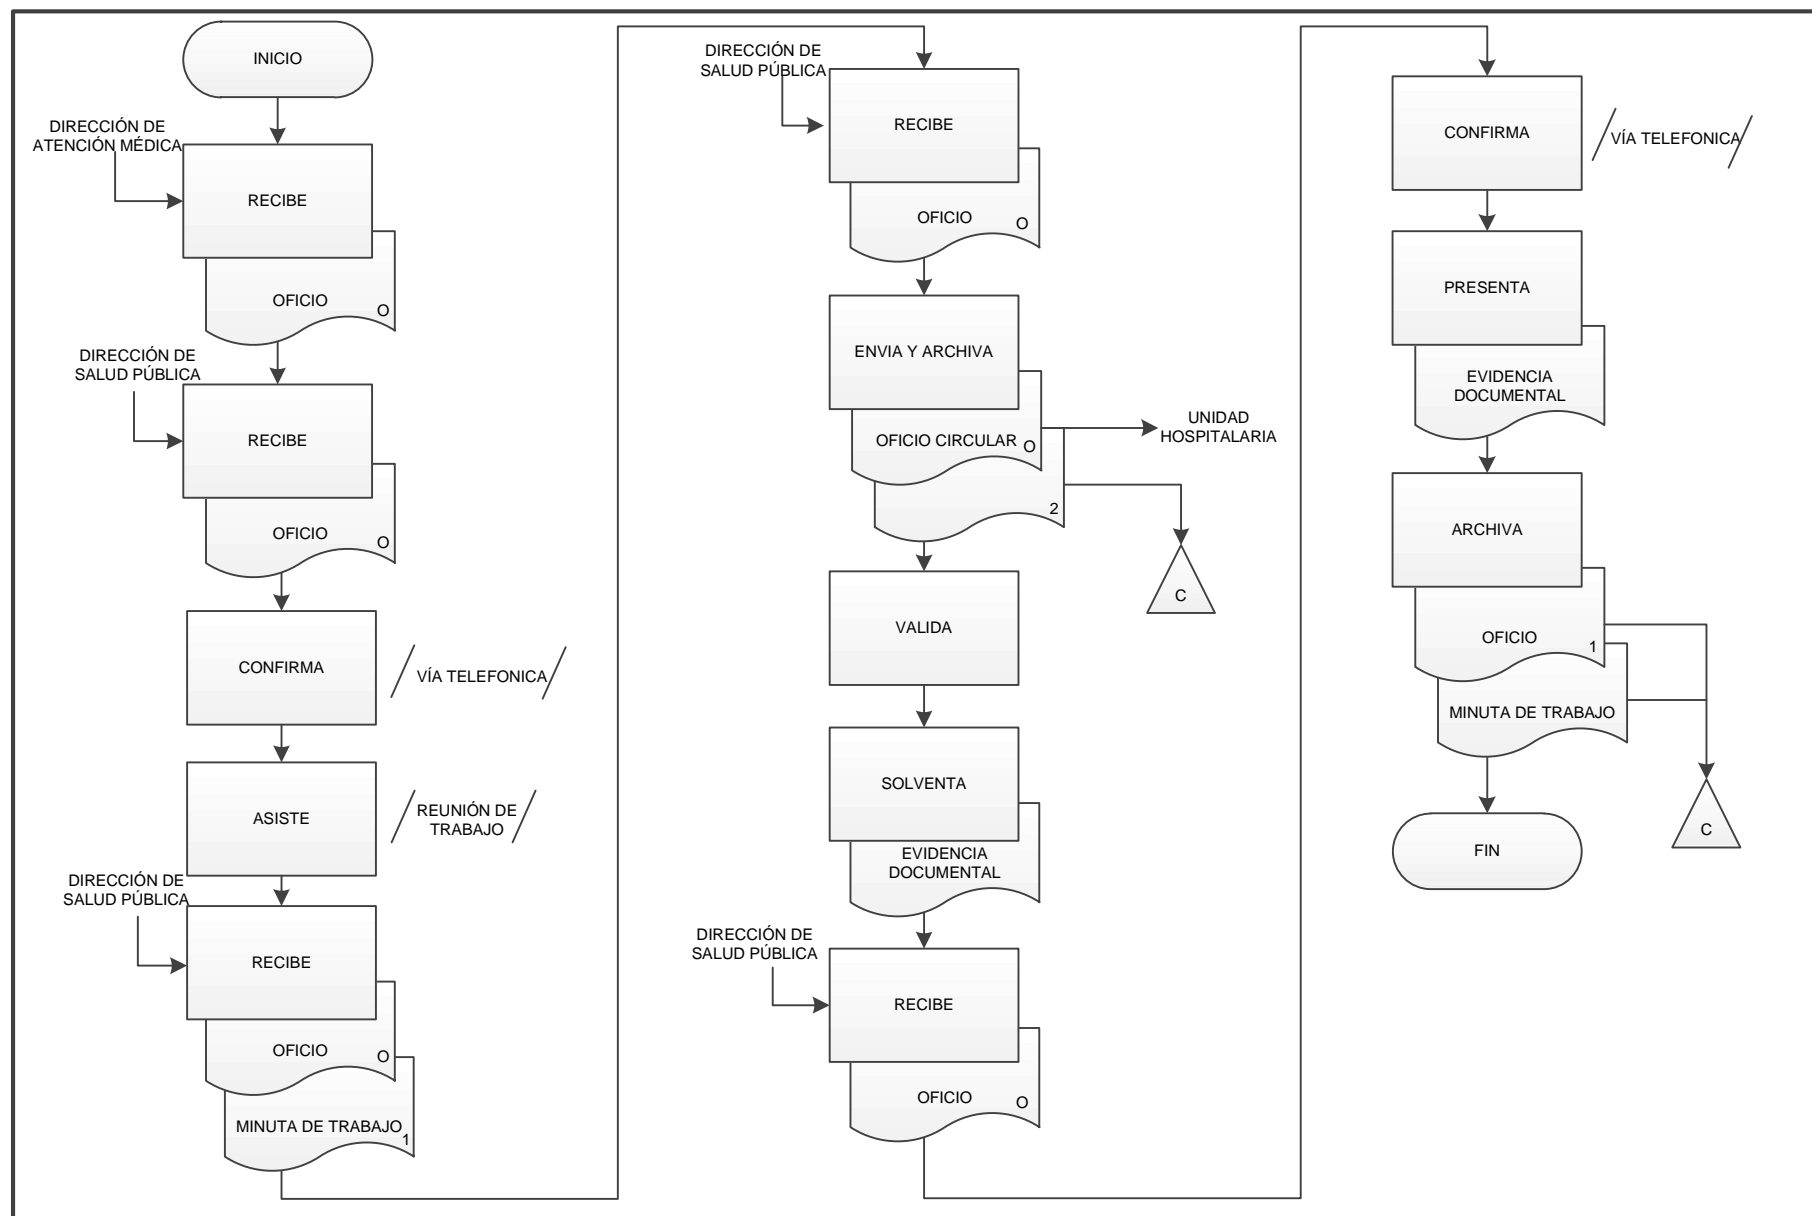 INICIO
DIRECCIÓN DE
ATENCIÓN MÉDICA
RECIBE
OFICIO
O
DIRECCIÓN DE
SALUD PÚBLICA
RECIBE
OFICIO
O
CONFIRMA
VÍA TELEFONICA
ASISTE
REUNIÓN DE
TRABAJO
DIRECCIÓN DE
SALUD PÚBLICA
RECIBE
OFICIO
O
MINUTA DE TRABAJO
1
DIRECCIÓN DE
SALUD PÚBLICA
RECIBE
OFICIO
O
ENVIA Y ARCHIVA
OFICIO CIRCULAR
O
UNIDAD
HOSPITALARIA
2
C
VALIDA
SOLVENTA
EVIDENCIA
DOCUMENTAL
DIRECCIÓN DE
SALUD PÚBLICA
RECIBE
OFICIO
O
CONFIRMA
VÍA TELEFONICA
PRESENTA
EVIDENCIA
DOCUMENTAL
ARCHIVA
OFICIO
1
MINUTA DE TRABAJO
C
FIN